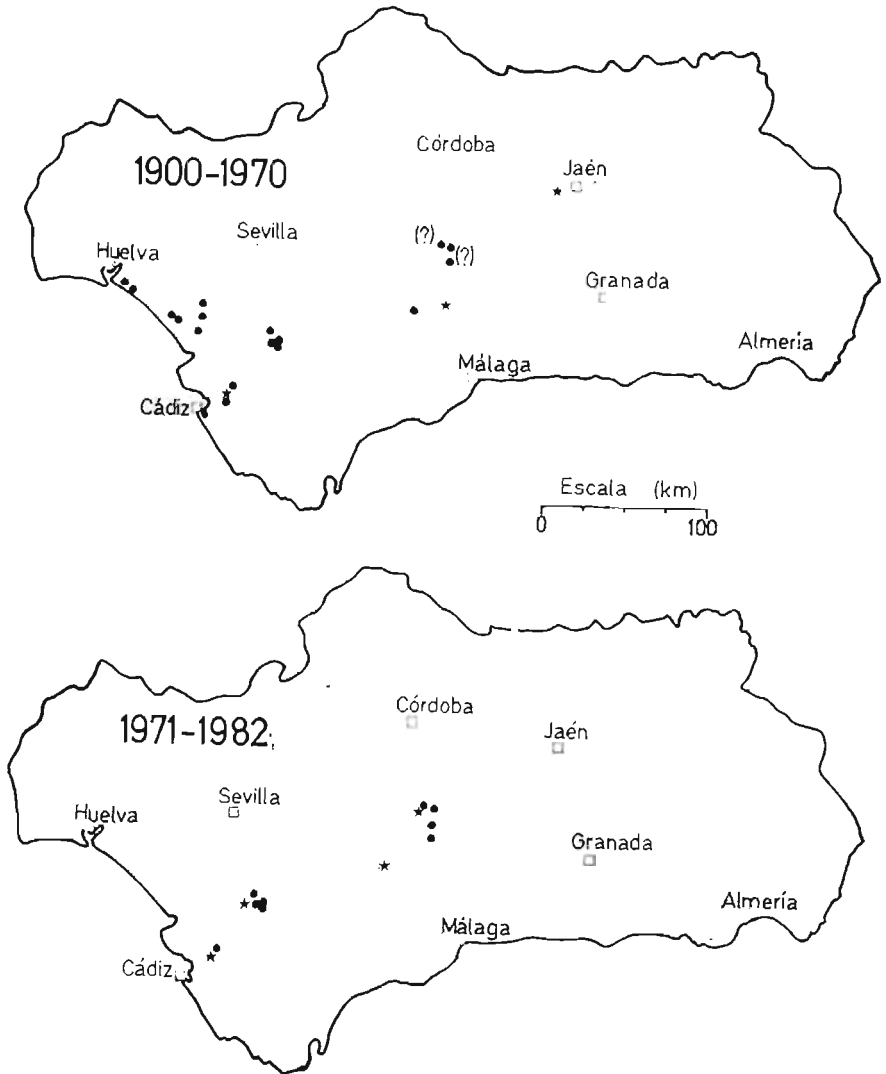 Córdoba
1900-1970
Jaén
Sevilla
(?)
(?)
Huelva
Granada
Almería
Málaga
Cádiz
Escala (km)
0 100
Córdoba
1971-1982
Jaén
Sevilla
Huelva
Granada
Almería
Málaga
Cádiz